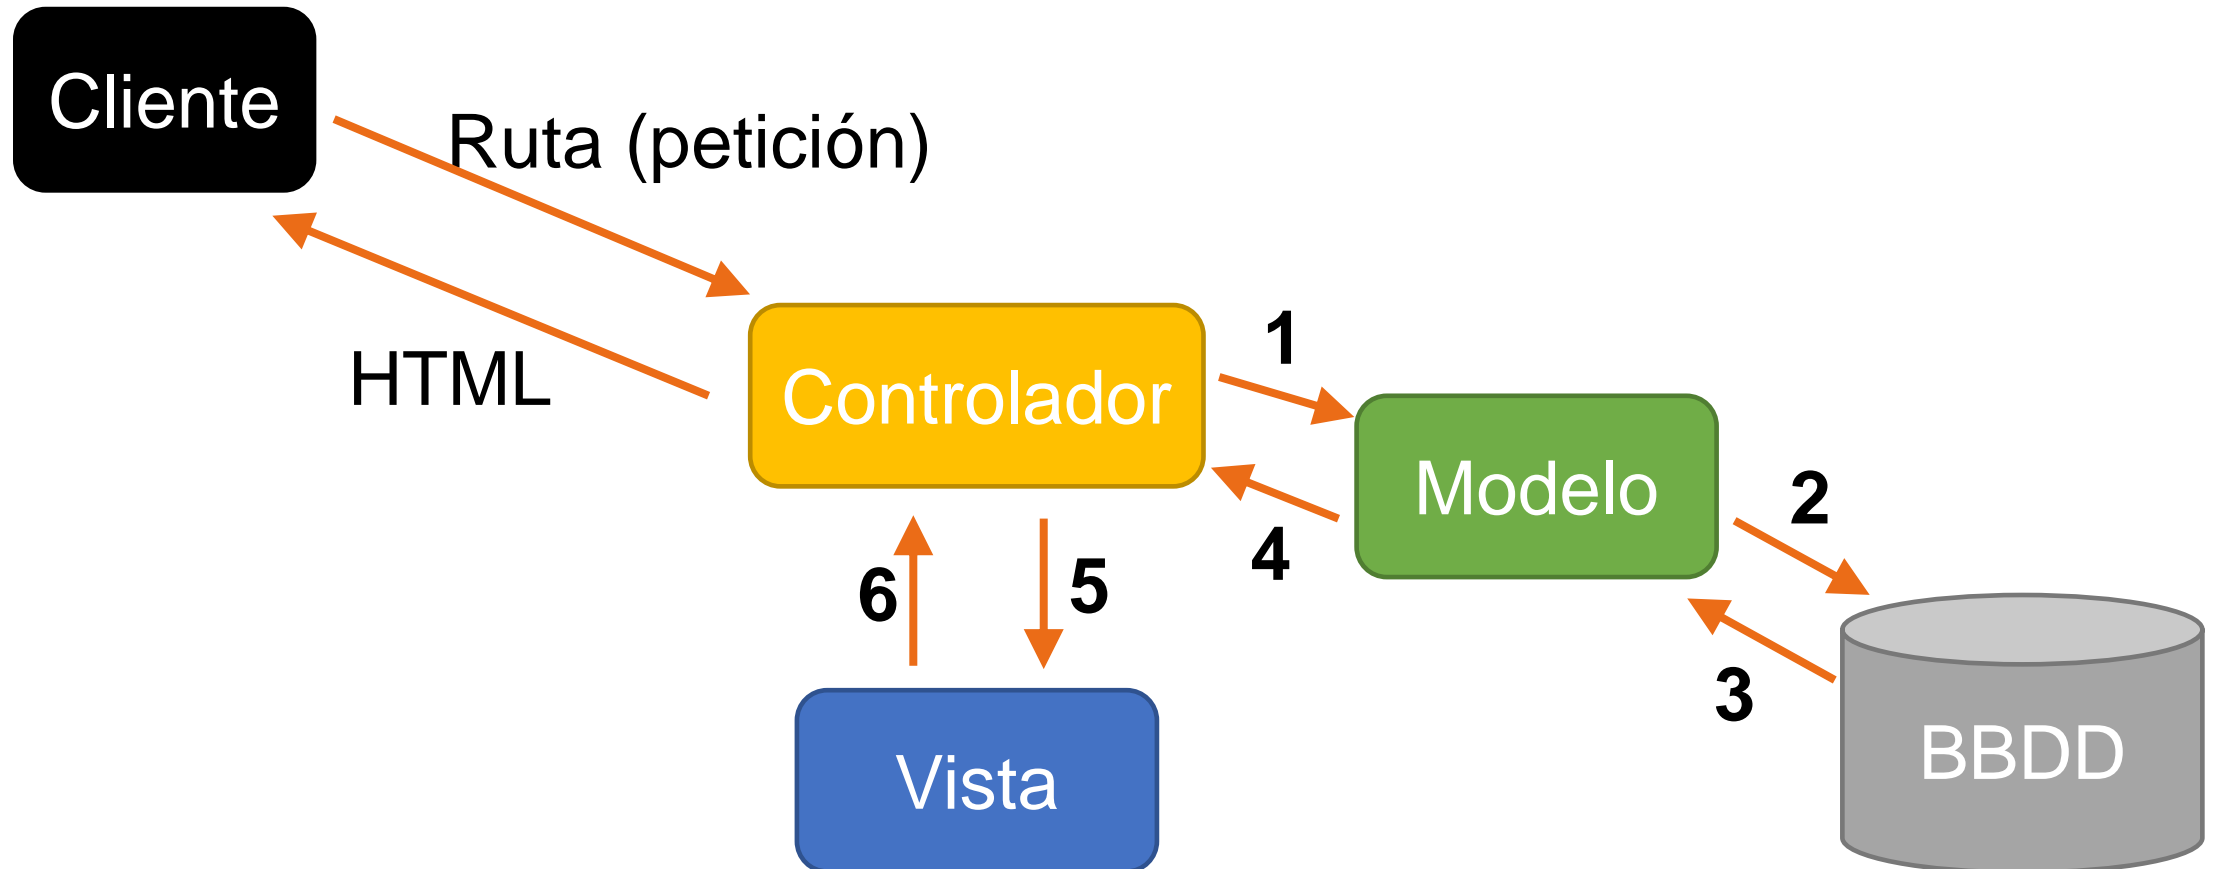 Cliente
Ruta (petición)
HTML
Controlador
1
Modelo
2
4
6
5
3
Vista
BBDD